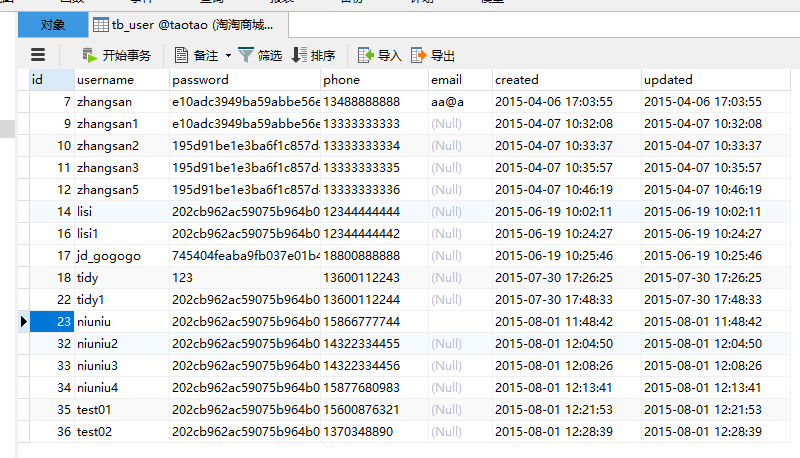 对象 tb_user @taotao (淘淘商城...
开始事务 备注 筛选 排序 导入 导出
id username password phone email created updated
7 zhangsan e10adc3949ba59abbe56e 13488888888 aa@a 2015-04-06 17:03:55 2015-04-06 17:03:55
9 zhangsan1 e10adc3949ba59abbe56e 13333333333 (Null) 2015-04-07 10:32:08 2015-04-07 10:32:08
10 zhangsan2 195d91be1e3ba6f1c857d 13333333334 (Null) 2015-04-07 10:33:37 2015-04-07 10:33:37
11 zhangsan3 195d91be1e3ba6f1c857d 13333333335 (Null) 2015-04-07 10:35:57 2015-04-07 10:35:57
12 zhangsan5 195d91be1e3ba6f1c857d 13333333336 (Null) 2015-04-07 10:46:19 2015-04-07 10:46:19
14 lisi 202cb962ac59075b964b0 12344444444 (Null) 2015-06-19 10:02:11 2015-06-19 10:02:11
16 lisi1 202cb962ac59075b964b0 12344444442 (Null) 2015-06-19 10:24:27 2015-06-19 10:24:27
17 jd_gogogo 745404feaba9fb037e01b4 18800888888 (Null) 2015-06-19 10:25:46 2015-06-19 10:25:46
18 tidy 123 13600112243 (Null) 2015-07-30 17:26:25 2015-07-30 17:26:25
22 tidy1 202cb962ac59075b964b0 13600112244 (Null) 2015-07-30 17:48:33 2015-07-30 17:48:33
23 niuniu 202cb962ac59075b964b0 15866777744 2015-08-01 11:48:42 2015-08-01 11:48:42
32 niuniu2 202cb962ac59075b964b0 14322334455 (Null) 2015-08-01 12:04:50 2015-08-01 12:04:50
33 niuniu3 202cb962ac59075b964b0 14322334456 (Null) 2015-08-01 12:08:26 2015-08-01 12:08:26
34 niuniu4 202cb962ac59075b964b0 15877680983 (Null) 2015-08-01 12:13:41 2015-08-01 12:13:41
35 test01 202cb962ac59075b964b0 15600876321 (Null) 2015-08-01 12:21:53 2015-08-01 12:21:53
36 test02 202cb962ac59075b964b0 1370348890 (Null) 2015-08-01 12:28:39 2015-08-01 12:28:39